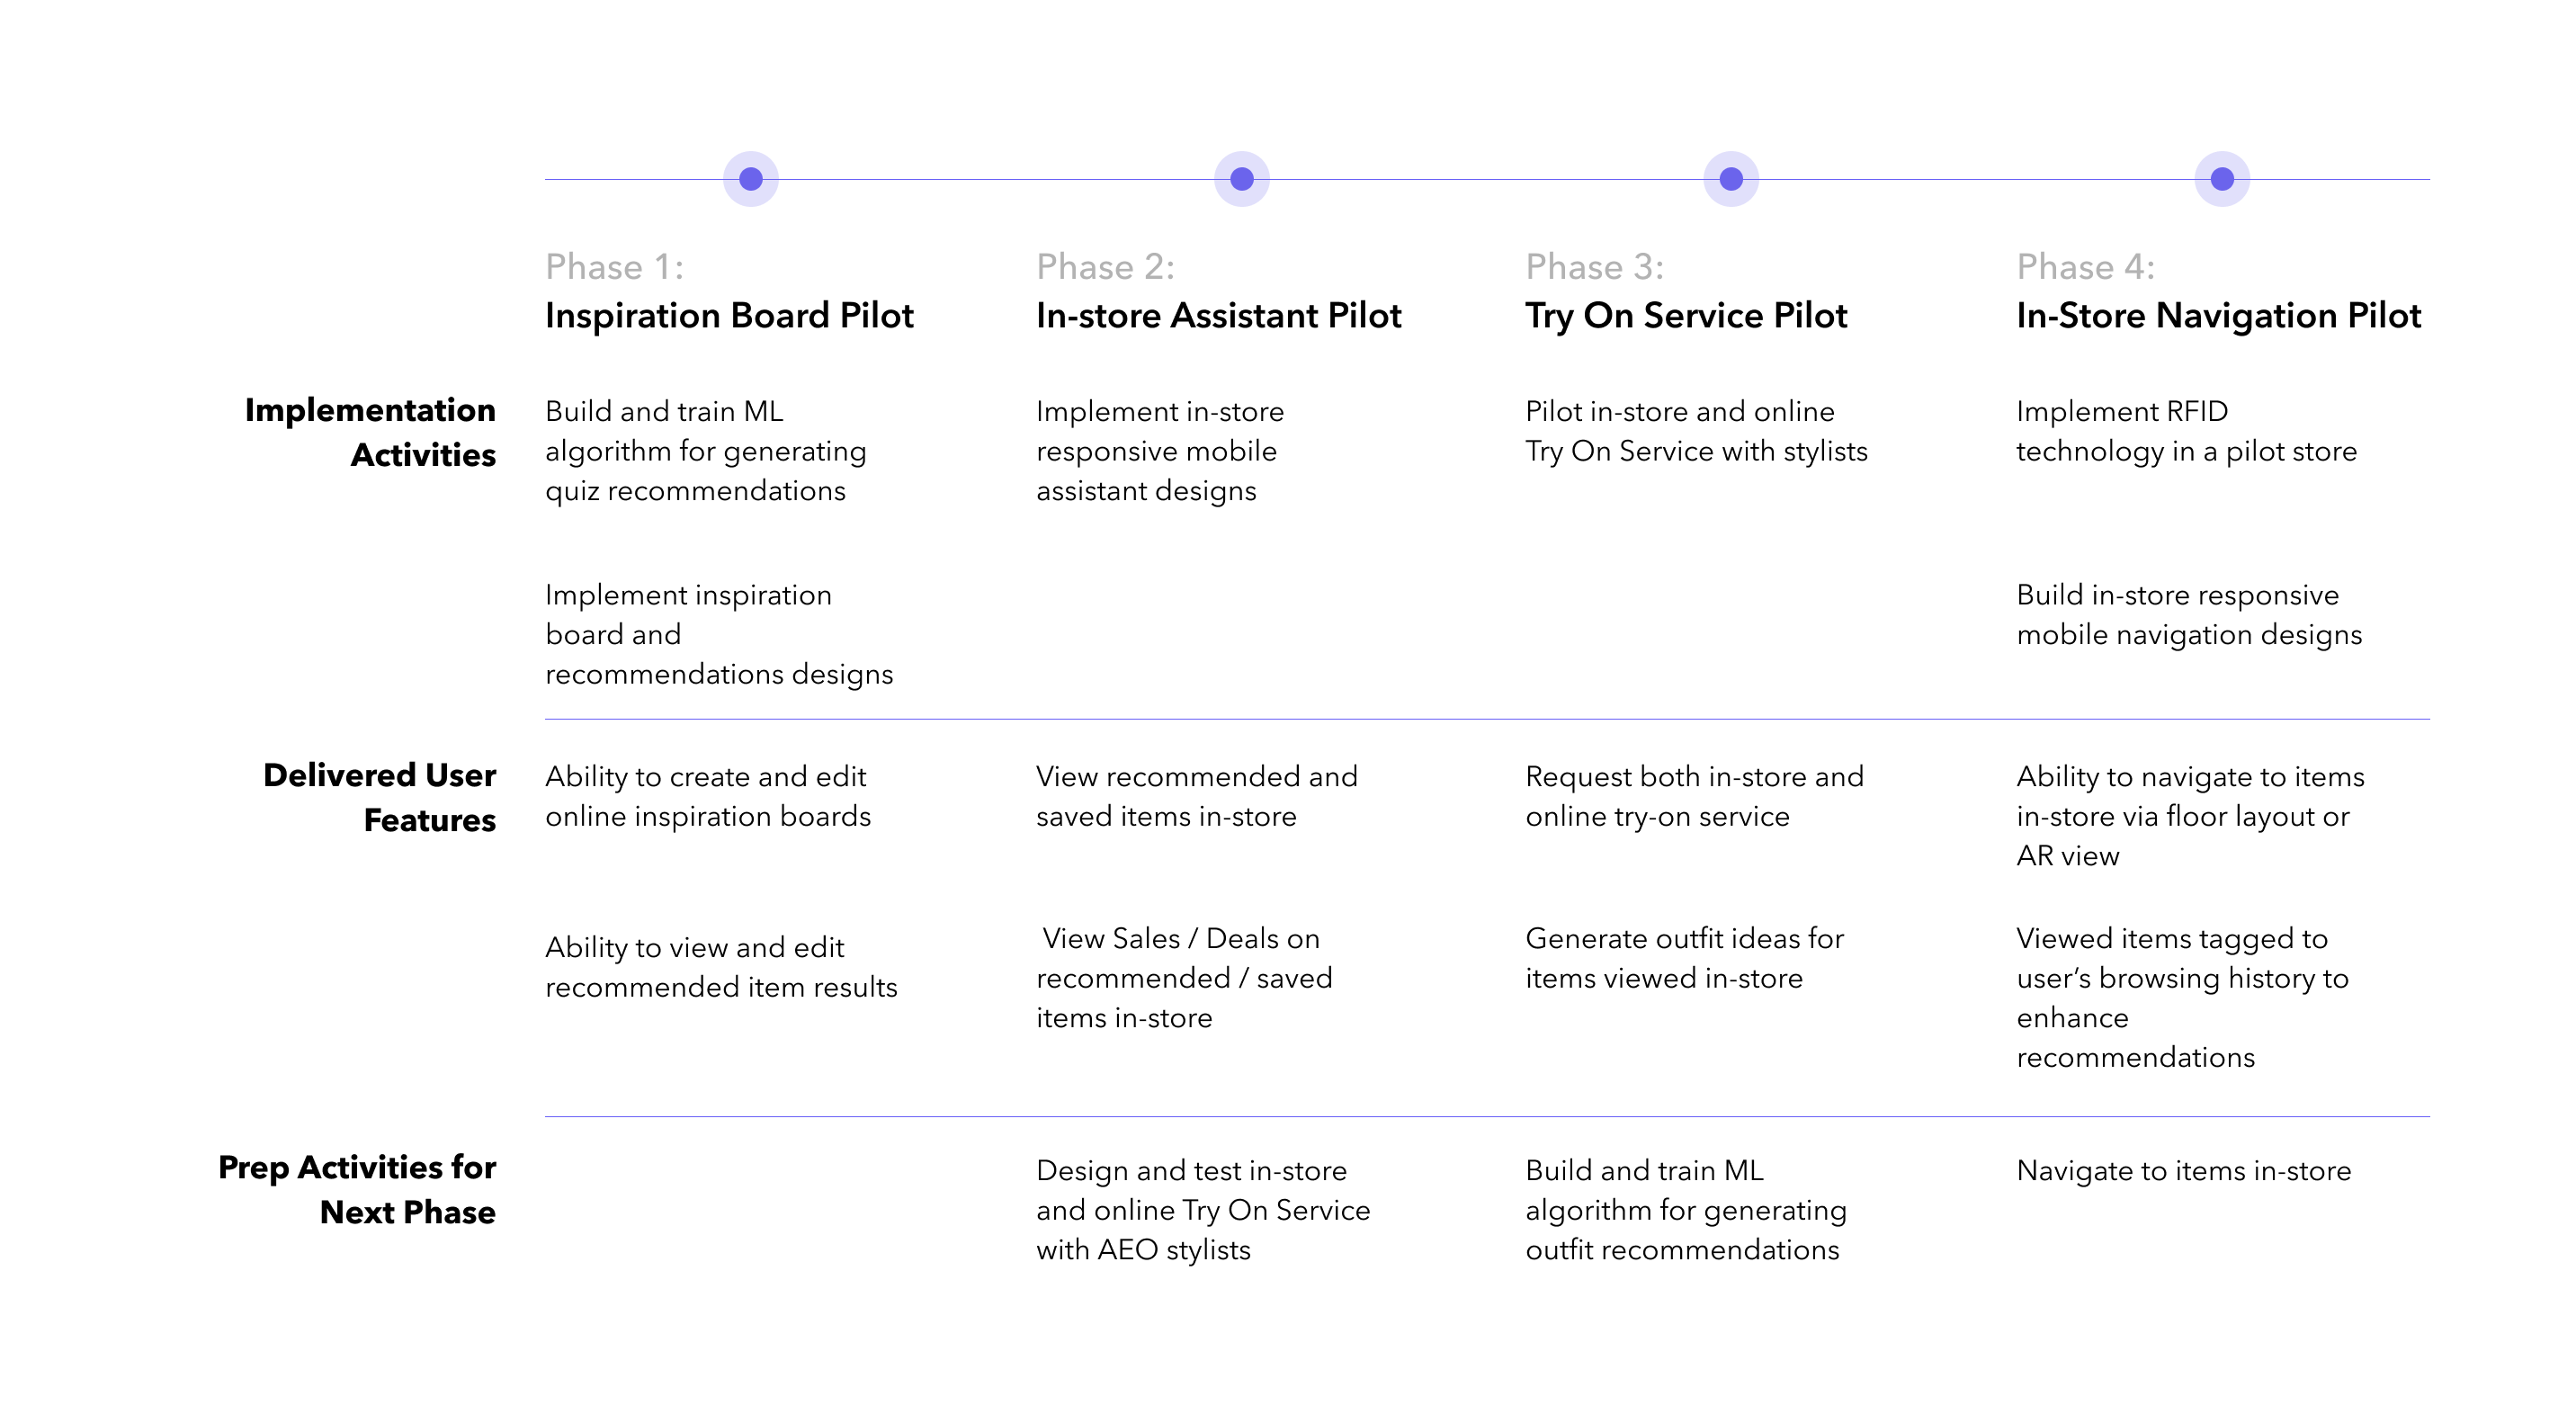 Phase 1:
Inspiration Board Pilot
Phase 2:
In-store Assistant Pilot
Phase 3:
Try On Service Pilot
Phase 4:
In-Store Navigation Pilot
Implementation
Activities
Build and train ML
algorithm for generating
quiz recommendations
Implement inspiration
board and
recommendations designs
Implement in-store
responsive mobile
assistant designs
Pilot in-store and online
Try On Service with stylists
Implement RFID
technology in a pilot store
Build in-store responsive
mobile navigation designs
Delivered User
Features
Ability to create and edit
online inspiration boards
Ability to view and edit
recommended item results
View recommended and
saved items in-store
View Sales / Deals on
recommended / saved
items in-store
Request both in-store and
online try-on service
Generate outfit ideas for
items viewed in-store
Ability to navigate to items
in-store via floor layout or
AR view
Viewed items tagged to
user’s browsing history to
enhance
recommendations
Prep Activities for
Next Phase
Design and test in-store
and online Try On Service
with AEO stylists
Build and train ML
algorithm for generating
outfit recommendations
Navigate to items in-store